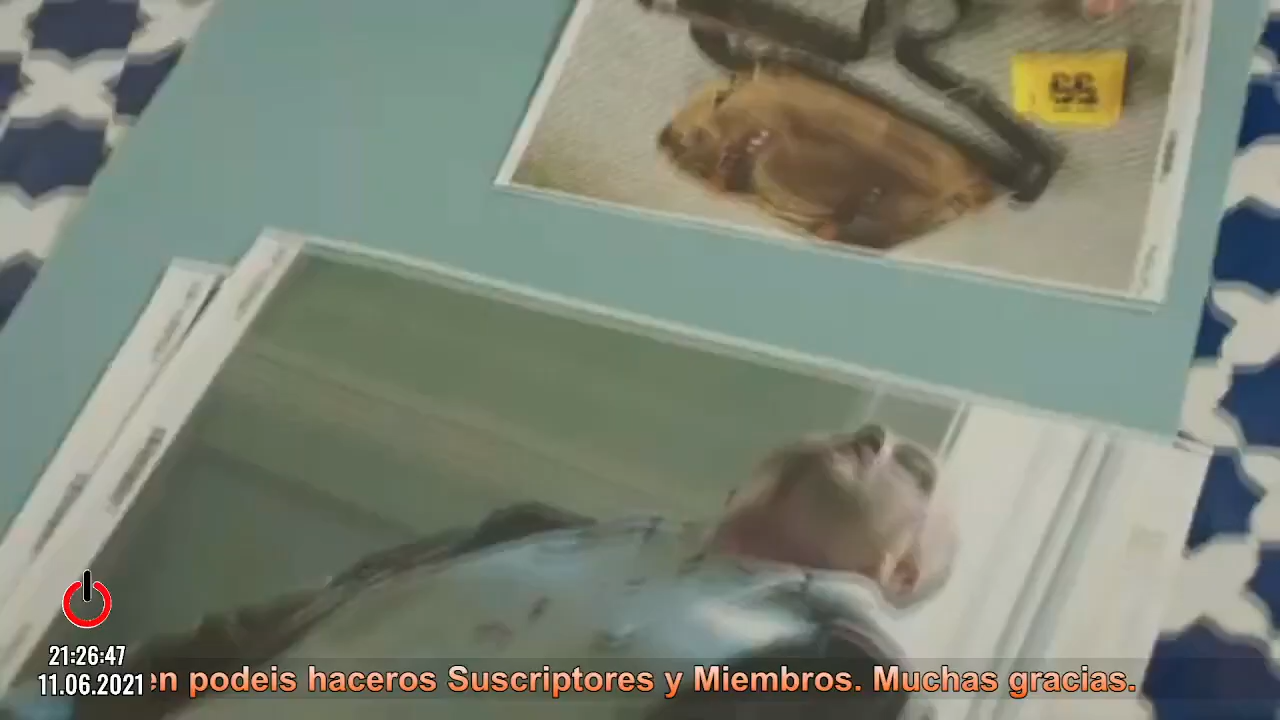 55
21:26:47
11.06.2021
en podeis haceros Suscriptores y Miembros. Muchas gracias.